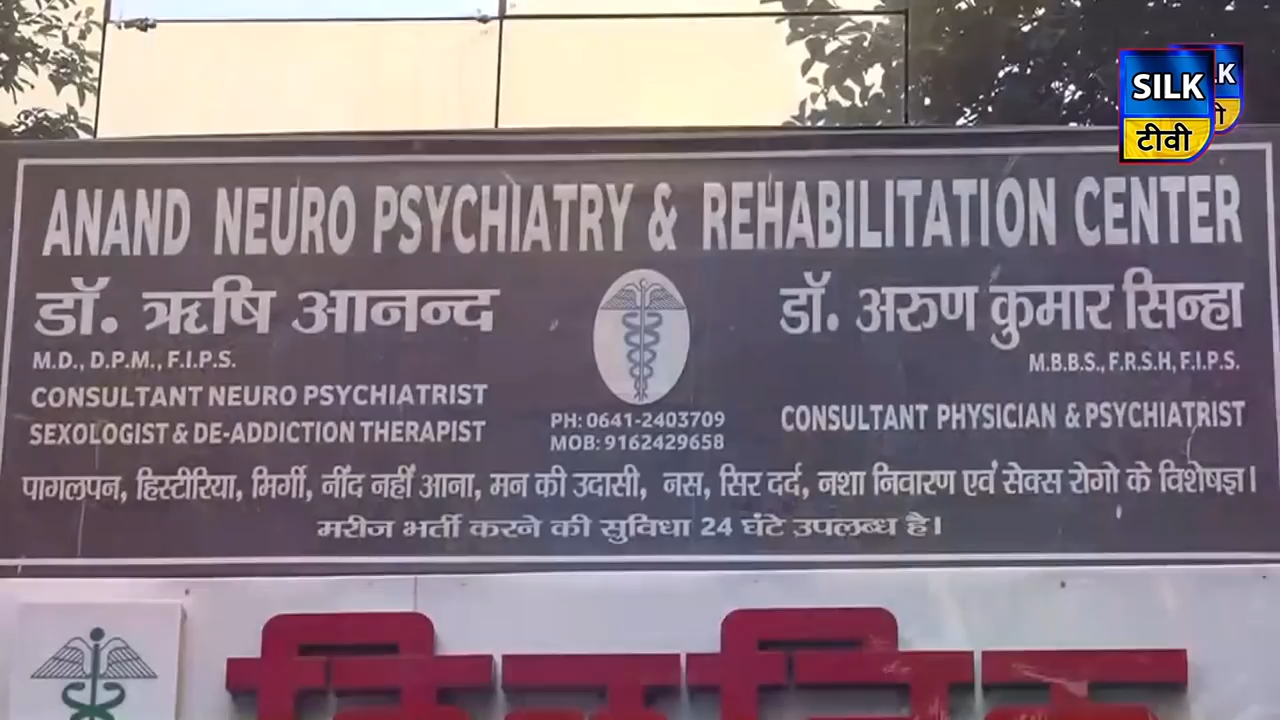 SILK
टीवी
ANAND NEURO PSYCHIATRY & REHABILITATION CENTER
डॉ. ऋषि आनन्द
M.D., D.P.M., F.I.P.S.
CONSULTANT NEURO PSYCHIATRIST
SEXOLOGIST & DE-ADDICTION THERAPIST
PH: 0641-2403709
MOB: 9162429658
डॉ. अरुण कुमार सिन्हा
M.B.B.S., F.R.S.H, F.I.P.S.
CONSULTANT PHYSICIAN & PSYCHIATRIST
पागलपन, हिस्टीरिया, मिर्गी, नींद नहीं आना, मन की उदासी, नस, सिर दर्द, नशा निवारण एवं सेक्स रोगो के विशेषज्ञ।
मरीज भर्ती करने की सुविधा 24 घंटे उपलब्ध है।